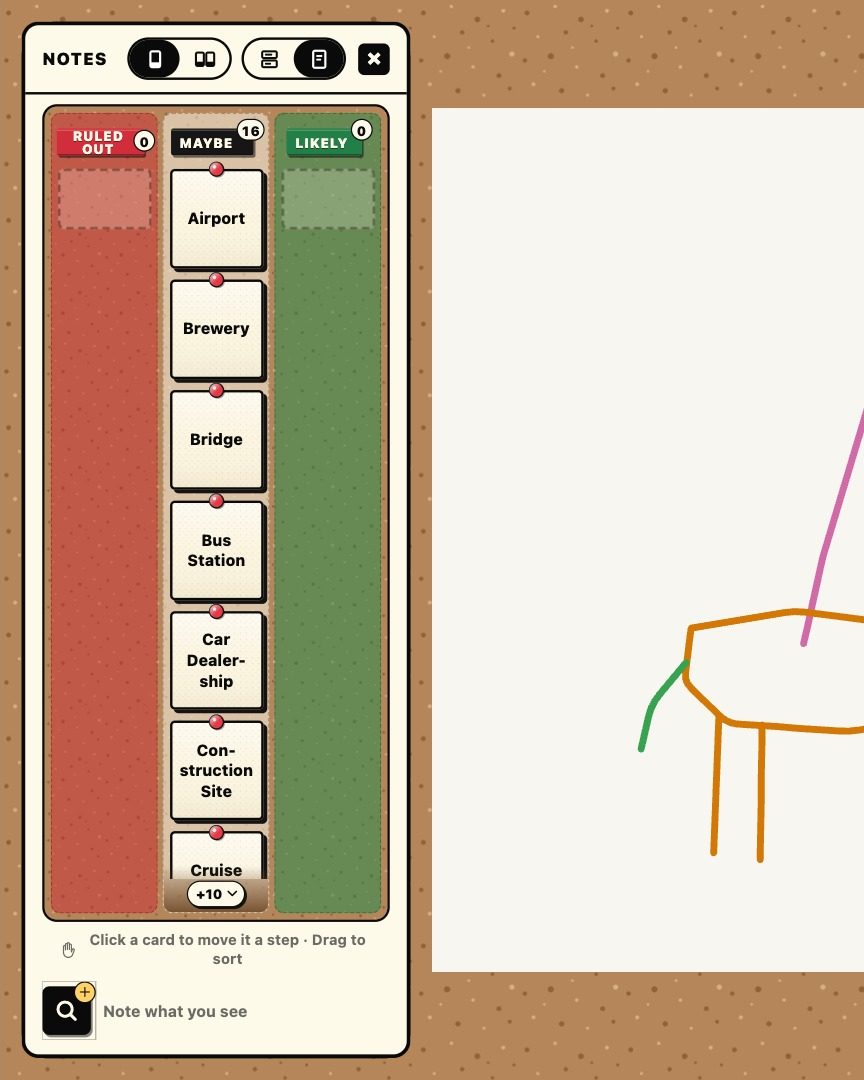 NOTES
RULED
OUT
0
MAYBE
16
LIKELY
0
Airport
Brewery
Bridge
Bus
Station
Car
Dealer-
ship
Con-
struction
Site
Cruise
+10
Click a card to move it a step · Drag to
sort
Note what you see